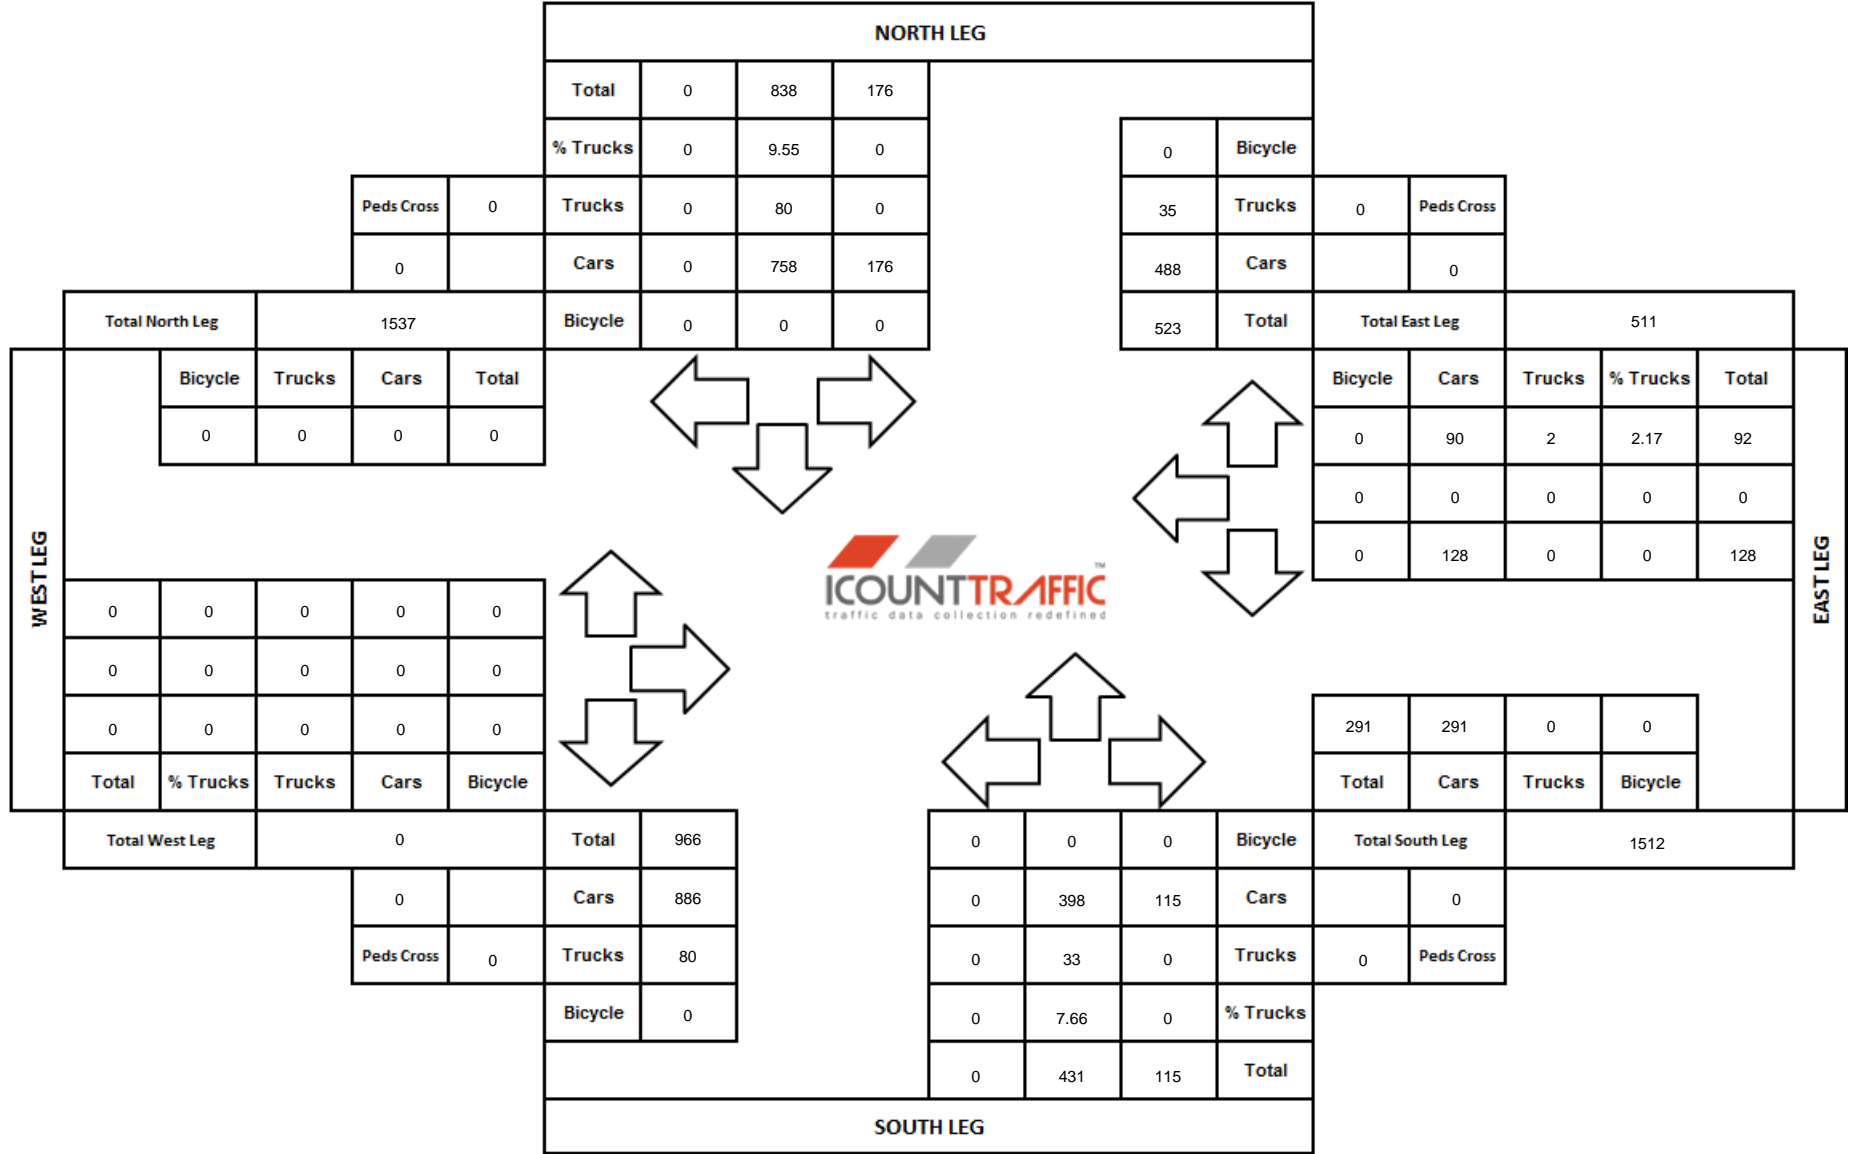 NORTH LEG
Total 0 838 176
% Trucks 0 9.55 0 0 Bicycle
Peds Cross 0 Trucks 0 80 0 35 Trucks 0 Peds Cross
0 Cars 0 758 176 488 Cars 0
Total North Leg 1537 Bicycle 0 0 0 523 Total Total East Leg 511
Bicycle Trucks Cars Total Bicycle Cars Trucks % Trucks Total
0 0 0 0 0 90 2 2.17 92
0 0 0 0 0
0 128 0 0 128
WEST LEG
EAST LEG
ICOUNTTRAFFIC™
traffic data collection redefined
0 0 0 0 0
0 0 0 0 0
0 0 0 0 0 291 291 0 0
Total % Trucks Trucks Cars Bicycle Total Cars Trucks Bicycle
Total West Leg 0 Total 966 0 0 0 Bicycle Total South Leg 1512
0 Cars 886 0 398 115 Cars 0
Peds Cross 0 Trucks 80 0 33 0 Trucks 0 Peds Cross
Bicycle 0 0 7.66 0 % Trucks
0 431 115 Total
SOUTH LEG